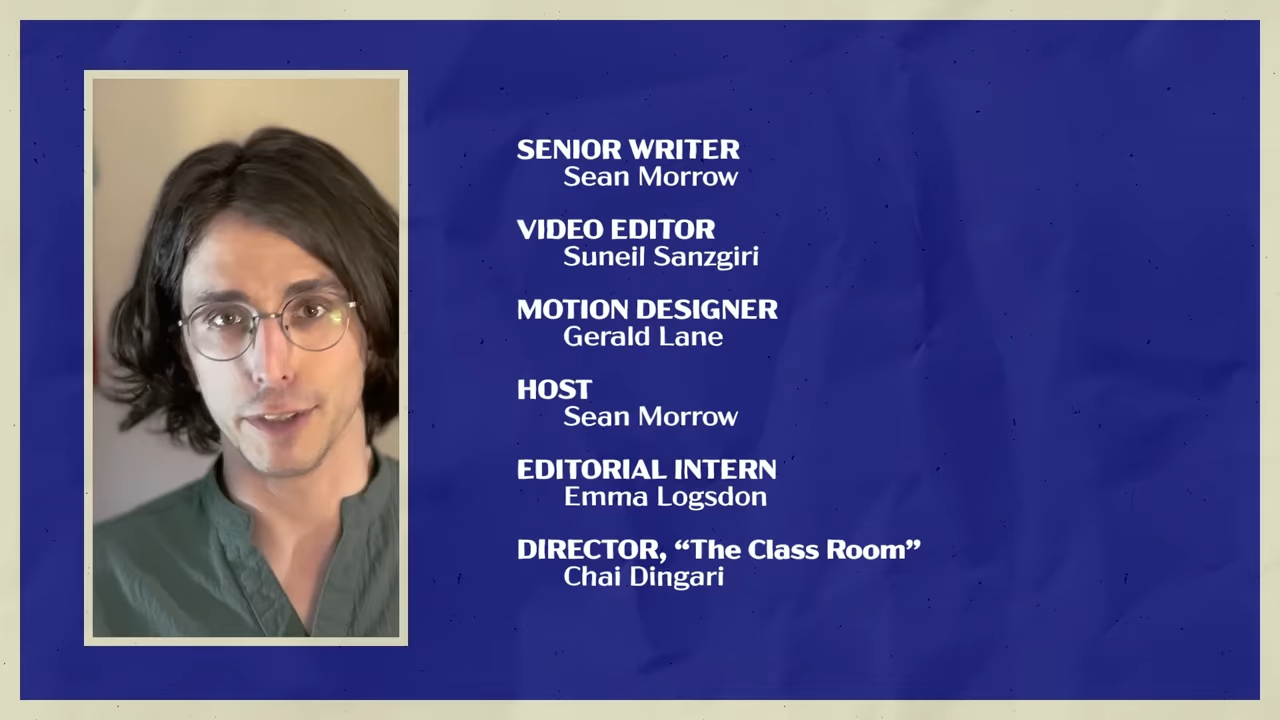 SENIOR WRITER
Sean Morrow
VIDEO EDITOR
Suneil Sanzgiri
MOTION DESIGNER
Gerald Lane
HOST
Sean Morrow
EDITORIAL INTERN
Emma Logsdon
DIRECTOR, “The Class Room”
Chai Dingari